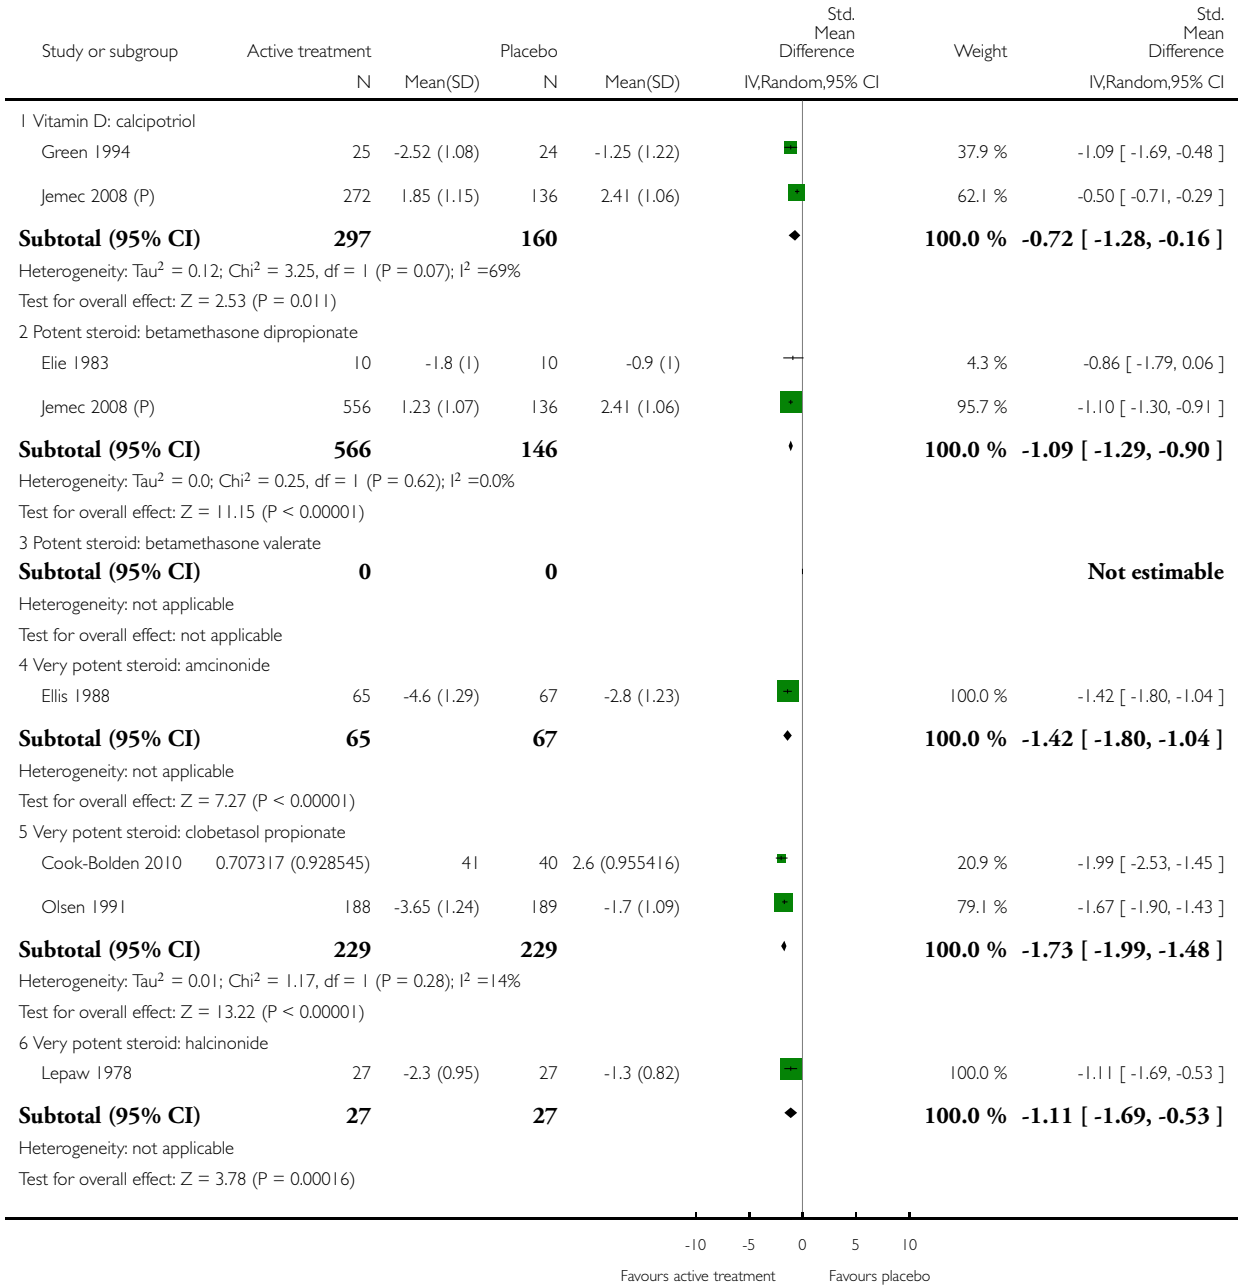 Std. Mean Difference Std. Mean Difference
Study or subgroup Active treatment Placebo Weight
N Mean(SD) N Mean(SD) IV,Random,95% CI IV,Random,95% CI
1 Vitamin D: calcipotriol
Green 1994 25 -2.52 (1.08) 24 -1.25 (1.22) 37.9 % -1.09 [ -1.69, -0.48 ]
Jemec 2008 (P) 272 1.85 (1.15) 136 2.41 (1.06) 62.1 % -0.50 [ -0.71, -0.29 ]
Subtotal (95% CI) 297 160 100.0 % -0.72 [ -1.28, -0.16 ]
Heterogeneity: Tau² = 0.12; Chi² = 3.25, df = 1 (P = 0.07); I² =69%
Test for overall effect: Z = 2.53 (P = 0.011)
2 Potent steroid: betamethasone dipropionate
Elie 1983 10 -1.8 (1) 10 -0.9 (1) 4.3 % -0.86 [ -1.79, 0.06 ]
Jemec 2008 (P) 556 1.23 (1.07) 136 2.41 (1.06) 95.7 % -1.10 [ -1.30, -0.91 ]
Subtotal (95% CI) 566 146 100.0 % -1.09 [ -1.29, -0.90 ]
Heterogeneity: Tau² = 0.0; Chi² = 0.25, df = 1 (P = 0.62); I² =0.0%
Test for overall effect: Z = 11.15 (P < 0.00001)
3 Potent steroid: betamethasone valerate
Subtotal (95% CI) 0 0 Not estimable
Heterogeneity: not applicable
Test for overall effect: not applicable
4 Very potent steroid: amcinonide
Ellis 1988 65 -4.6 (1.29) 67 -2.8 (1.23) 100.0 % -1.42 [ -1.80, -1.04 ]
Subtotal (95% CI) 65 67 100.0 % -1.42 [ -1.80, -1.04 ]
Heterogeneity: not applicable
Test for overall effect: Z = 7.27 (P < 0.00001)
5 Very potent steroid: clobetasol propionate
Cook-Bolden 2010 0.707317 (0.928545) 41 40 2.6 (0.955416) 20.9 % -1.99 [ -2.53, -1.45 ]
Olsen 1991 188 -3.65 (1.24) 189 -1.7 (1.09) 79.1 % -1.67 [ -1.90, -1.43 ]
Subtotal (95% CI) 229 229 100.0 % -1.73 [ -1.99, -1.48 ]
Heterogeneity: Tau² = 0.01; Chi² = 1.17, df = 1 (P = 0.28); I² =14%
Test for overall effect: Z = 13.22 (P < 0.00001)
6 Very potent steroid: halcinonide
Lepaw 1978 27 -2.3 (0.95) 27 -1.3 (0.82) 100.0 % -1.11 [ -1.69, -0.53 ]
Subtotal (95% CI) 27 27 100.0 % -1.11 [ -1.69, -0.53 ]
Heterogeneity: not applicable
Test for overall effect: Z = 3.78 (P = 0.00016)
-10 -5 0 5 10
Favours active treatment Favours placebo